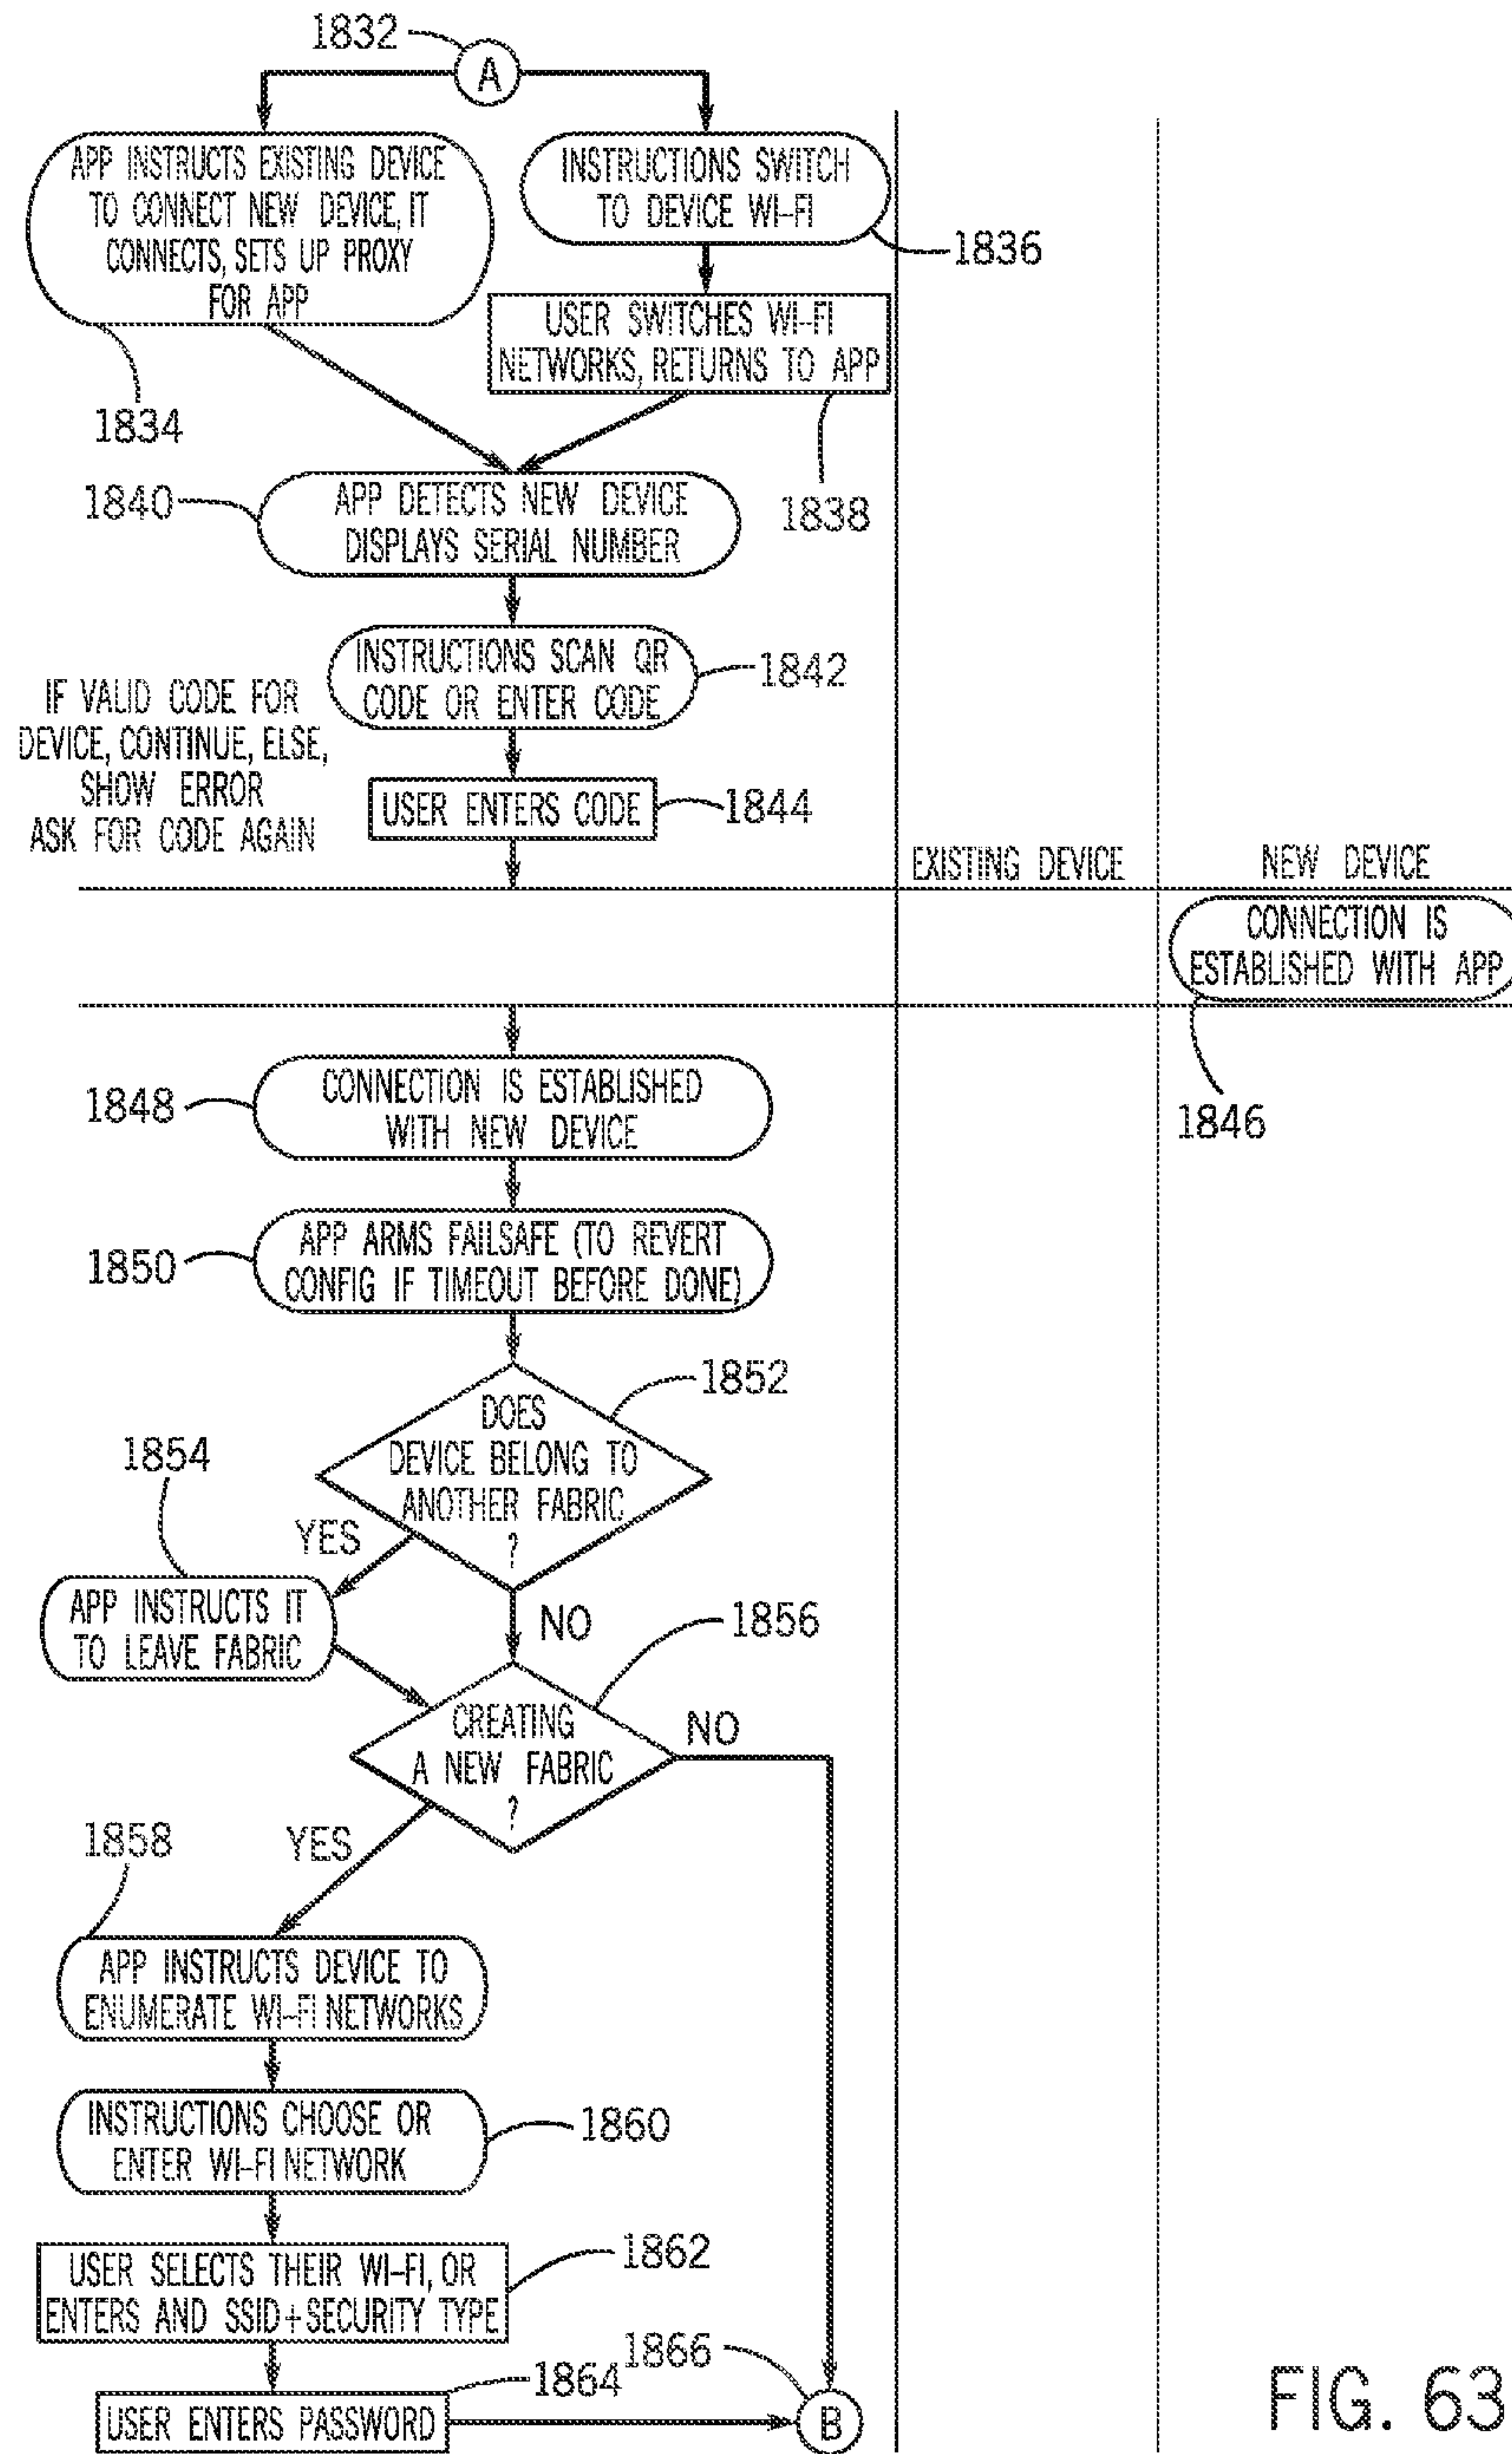 1832
A
APP INSTRUCTS EXISTING DEVICE
TO CONNECT NEW DEVICE, IT
CONNECTS, SETS UP PROXY
FOR APP
1834
INSTRUCTIONS SWITCH
TO DEVICE WI-FI
1836
USER SWITCHES WI-FI
NETWORKS, RETURNS TO APP
1838
1840
APP DETECTS NEW DEVICE
DISPLAYS SERIAL NUMBER
INSTRUCTIONS SCAN QR
CODE OR ENTER CODE
1842
IF VALID CODE FOR
DEVICE, CONTINUE, ELSE,
SHOW ERROR
ASK FOR CODE AGAIN
USER ENTERS CODE
1844
EXISTING DEVICE
NEW DEVICE
CONNECTION IS
ESTABLISHED WITH APP
1846
1848
CONNECTION IS ESTABLISHED
WITH NEW DEVICE
1850
APP ARMS FAILSAFE (TO REVERT
CONFIG IF TIMEOUT BEFORE DONE)
1852
DOES
DEVICE BELONG TO
ANOTHER FABRIC
?
1854
YES
APP INSTRUCTS IT
TO LEAVE FABRIC
NO
1856
CREATING
A NEW FABRIC
?
NO
YES
1858
APP INSTRUCTS DEVICE TO
ENUMERATE WI-FI NETWORKS
INSTRUCTIONS CHOOSE OR
ENTER WI-FI NETWORK
1860
USER SELECTS THEIR WI-FI, OR
ENTERS AND SSID+SECURITY TYPE
1862
USER ENTERS PASSWORD
1864
1866
B
FIG. 63